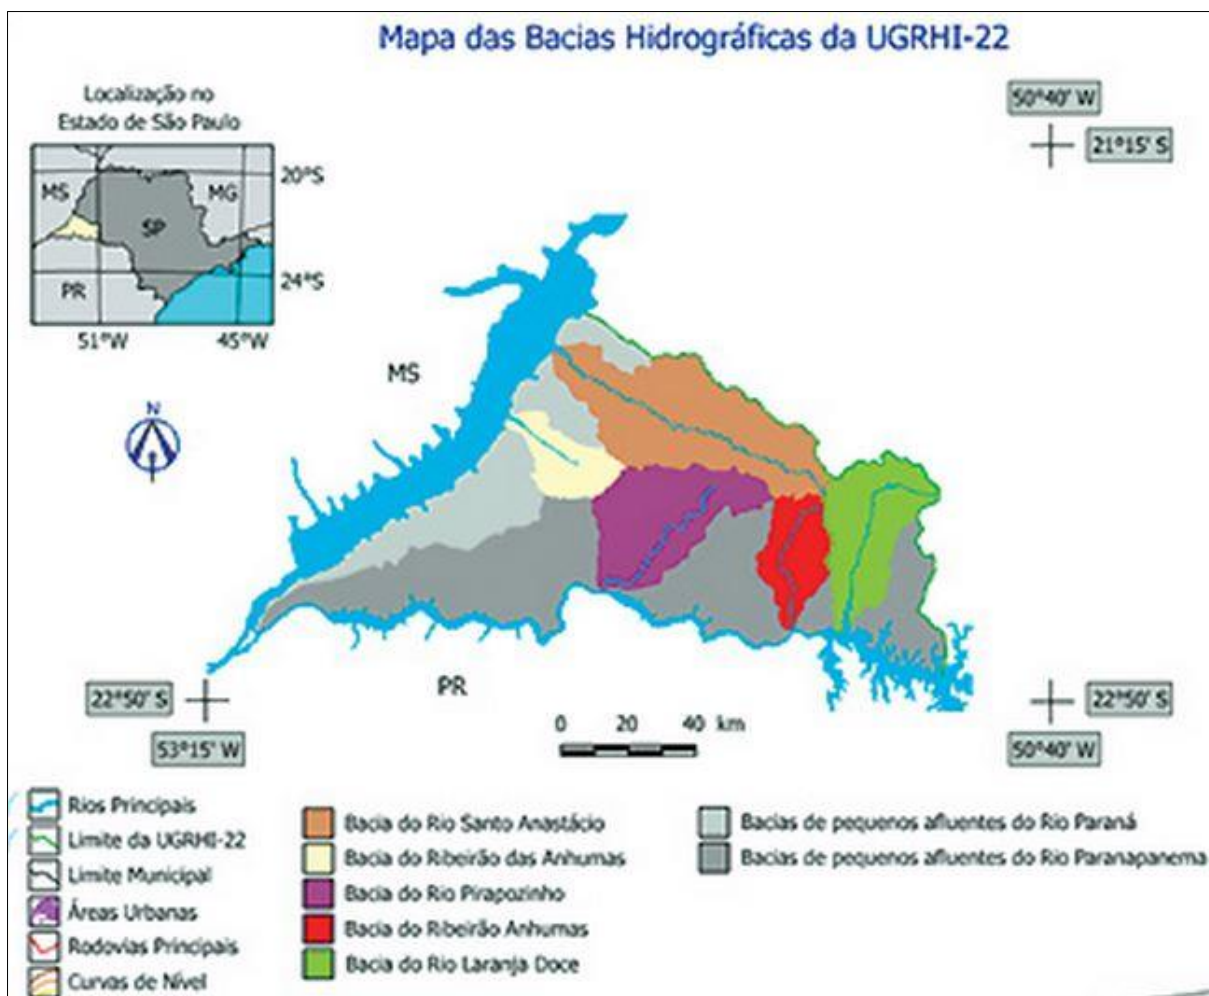 Mapa das Bacias Hidrográficas da UGRHI-22
Localização no
Estado de São Paulo
MS
MG
SP
PR
20°S
24°S
51°W
45°W
50°40' W
21°15' S
MS
N
PR
22°50' S
53°15' W
0 20 40 km
22°50' S
50°40' W
Rios Principais
Limite da UGRHI-22
Limite Municipal
Áreas Urbanas
Rodovias Principais
Curvas de Nível
Bacia do Rio Santo Anastácio
Bacia do Ribeirão das Anhumas
Bacia do Rio Pirapozinho
Bacia do Ribeirão Anhumas
Bacia do Rio Laranja Doce
Bacias de pequenos afluentes do Rio Paraná
Bacias de pequenos afluentes do Rio Paranapanema